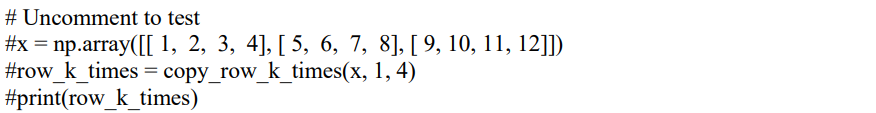 # Uncomment to test
#x = np.array([[ 1,  2,  3,  4], [ 5,  6,  7,  8], [ 9, 10, 11, 12]])
#row_k_times = copy_row_k_times(x, 1, 4)
#print(row_k_times)